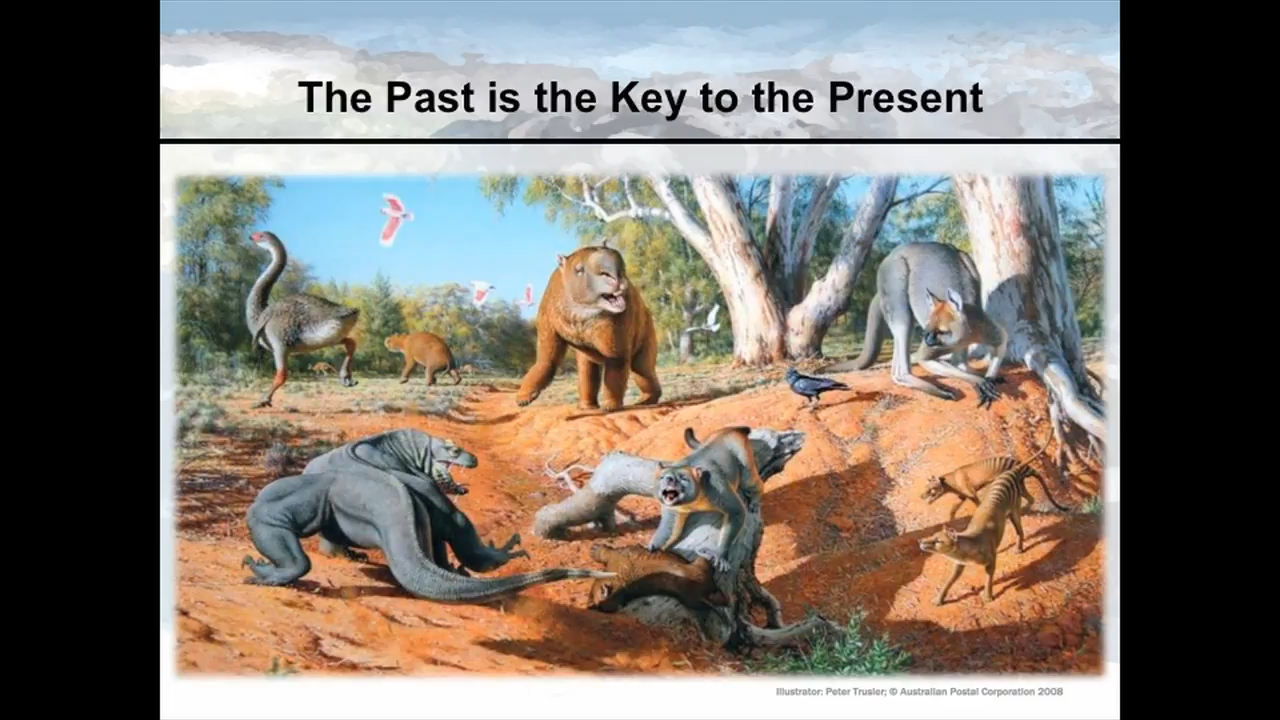 The Past is the Key to the Present
Illustrator: Peter Trusler; © Australian Postal Corporation 2008